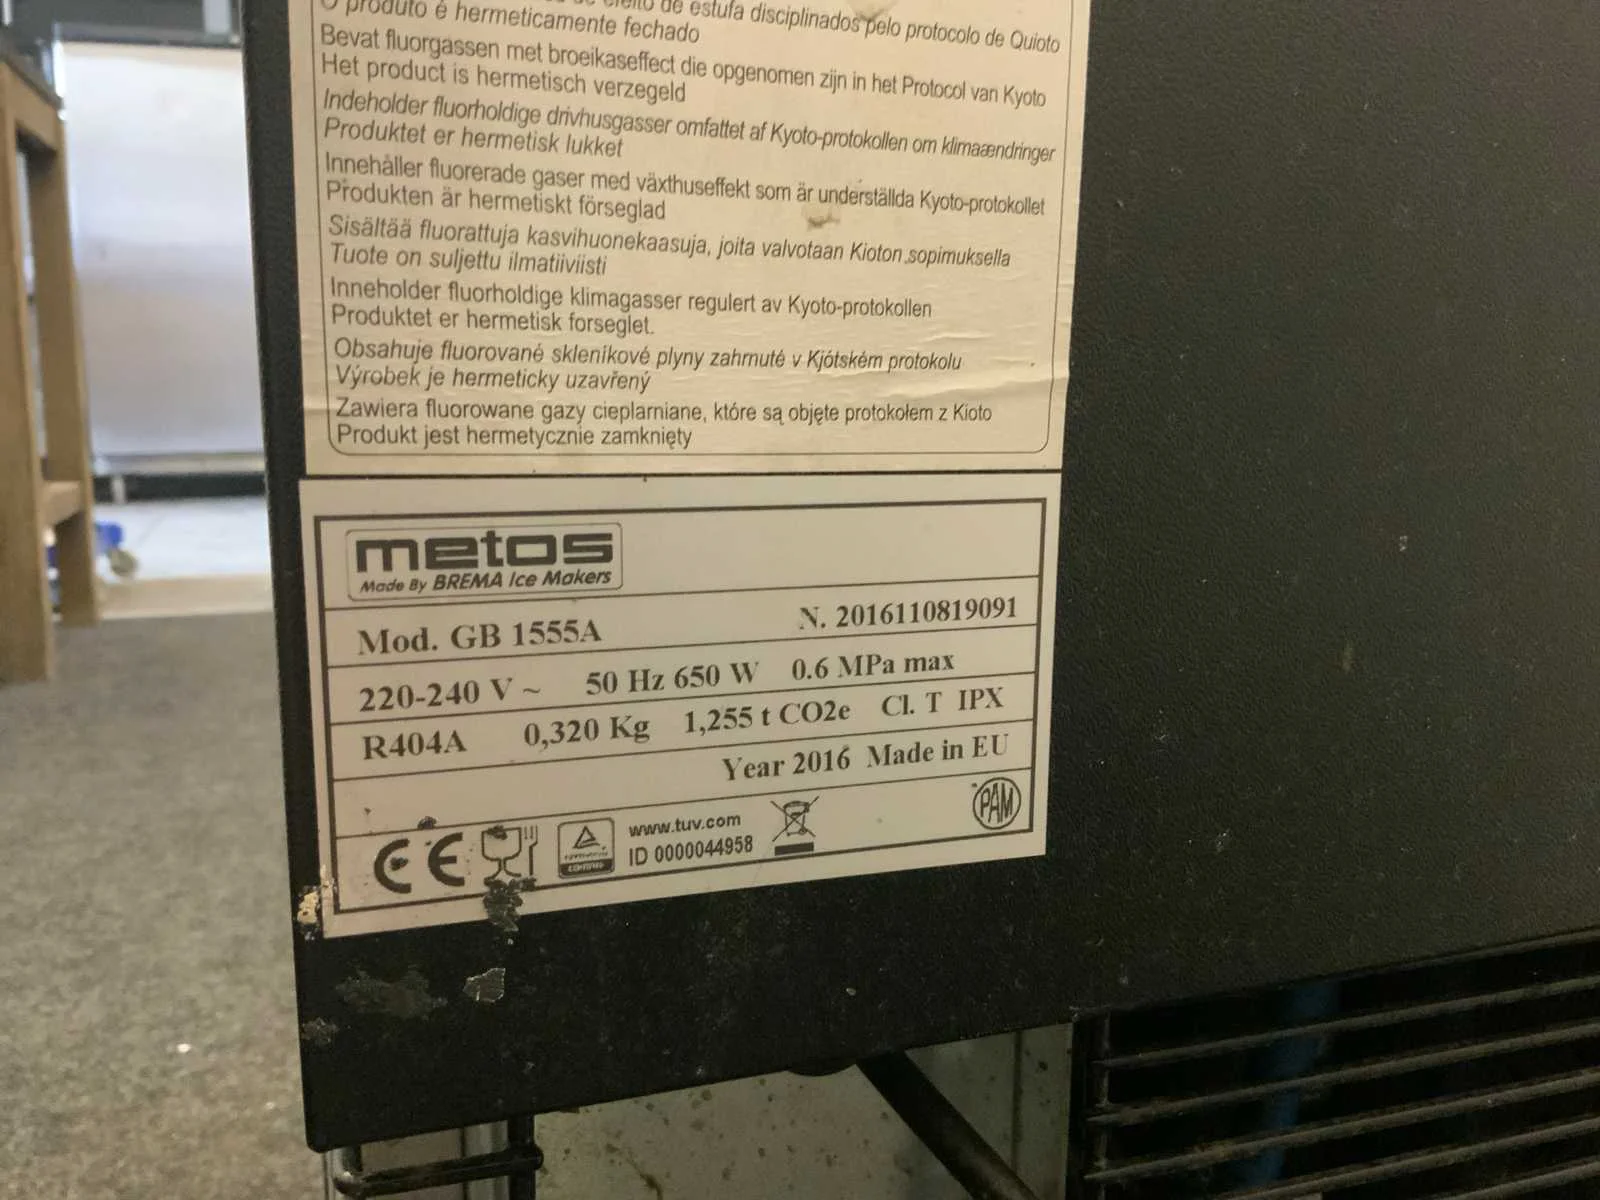 de estufa disciplinados pelo protocolo de Quioto
O produto é hermeticamente fechado
Bevat fluorgassen met broeikaseffect die opgenomen zijn in het Protocol van Kyoto
Het product is hermetisch verzegeld
Indeholder fluorholdige drivhusgasser omfattet af Kyoto-protokollen om klimaændringer
Produktet er hermetisk lukket
Innehåller fluorerade gaser med växthuseffekt som är underställda Kyoto-protokollet
Produkten är hermetiskt förseglad
Sisältää fluorattuja kasvihuonekaasuja, joita valvotaan Kioton sopimuksella
Tuote on suljettu ilmatiiviisti
Inneholder fluorholdige klimagasser regulert av Kyoto-protokollen
Produktet er hermetisk forseglet.
Obsahuje fluorované skleníkové plyny zahrnuté v Kjótském protokolu
Výrobek je hermeticky uzavřený
Zawiera fluorowane gazy cieplarniane, które są objęte protokołem z Kioto
Produkt jest hermetycznie zamknięty
metos
Made By BREMA Ice Makers
Mod. GB 1555A N. 2016110819091
220-240 V ~ 50 Hz 650 W 0.6 MPa max
R404A 0,320 Kg 1,255 t CO2e Cl. T IPX
Year 2016 Made in EU
CE www.tuv.com PAM
ID 0000044958